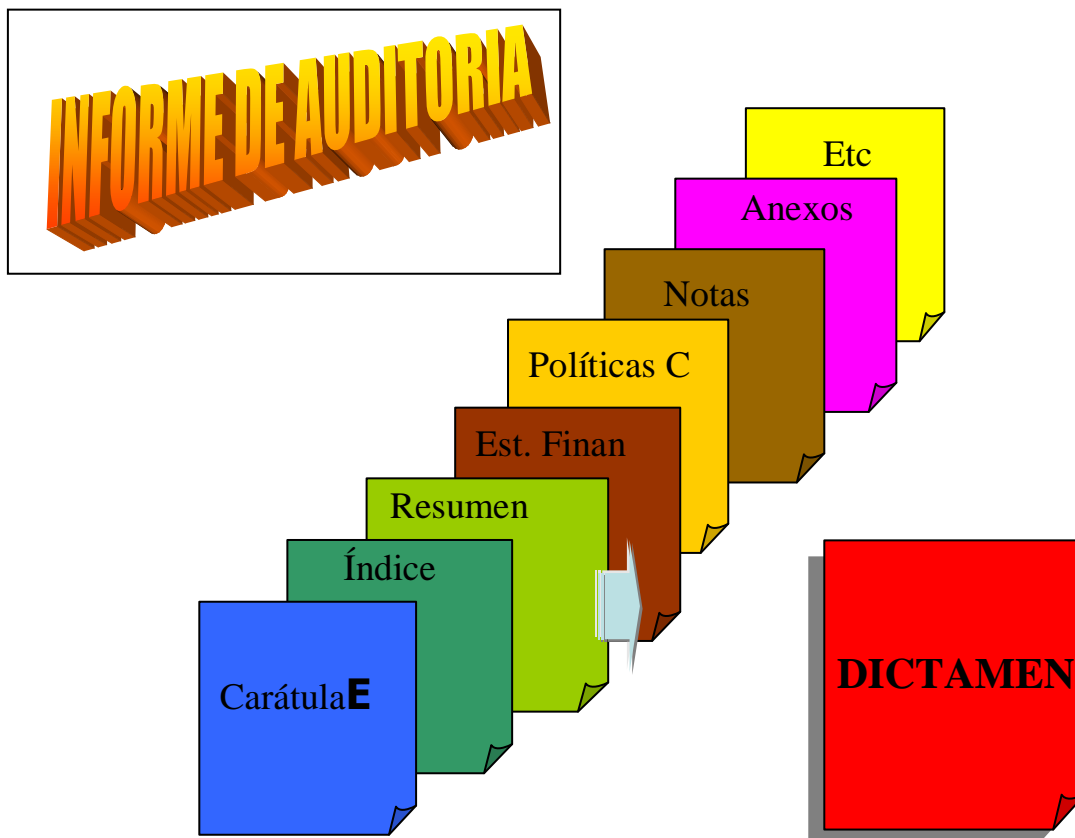 INFORME DE AUDITORIA
Etc
Anexos
Notas
Políticas C
Est. Finan
Resumen
Índice
CarátulaE
DICTAMEN